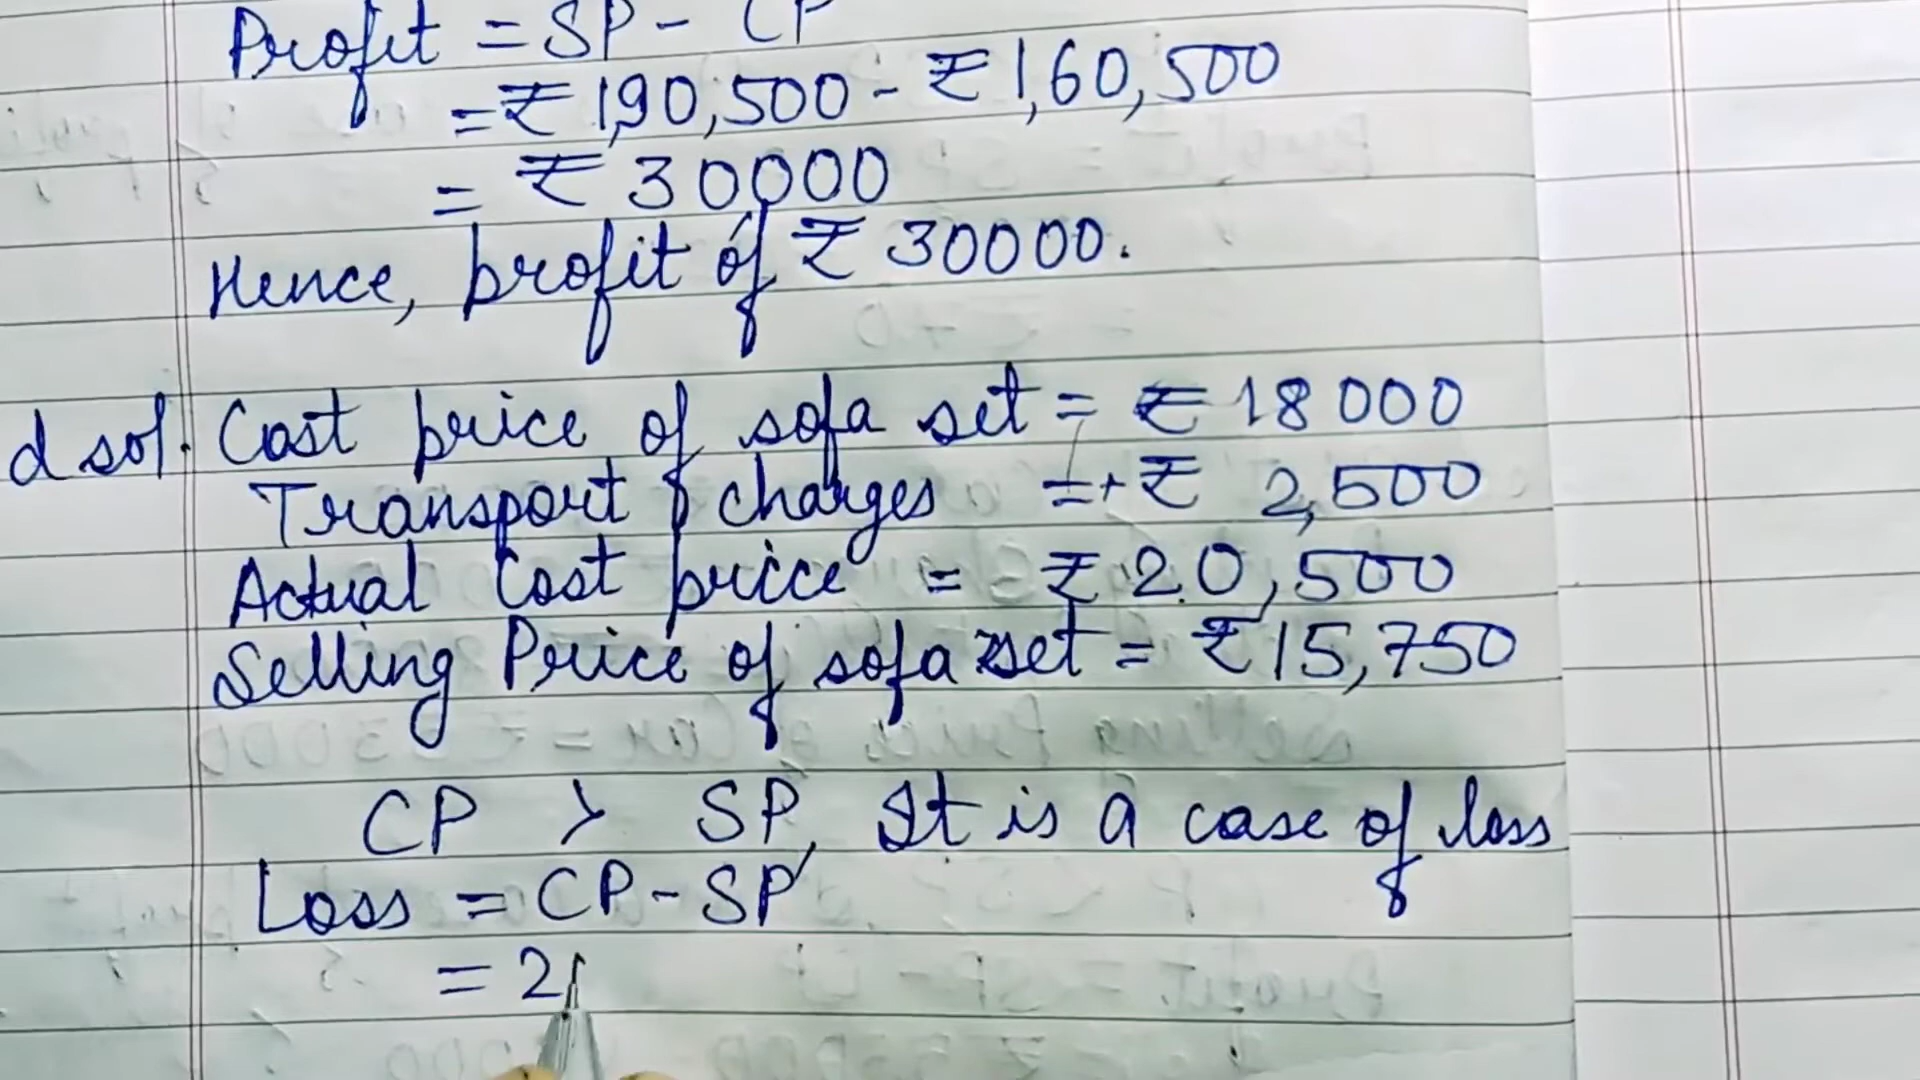 Profit = SP - CP
= ₹ 1,90,500 - ₹ 1,60,500
= ₹ 30000
Hence, profit of ₹ 30000.
d sol. Cost price of sofa set = ₹ 18000
Transport charges = + ₹ 2,500
Actual Cost price = ₹ 20,500
Selling Price of sofa set = ₹ 15,750
CP > SP, It is a case of loss
Loss = CP - SP
= 2